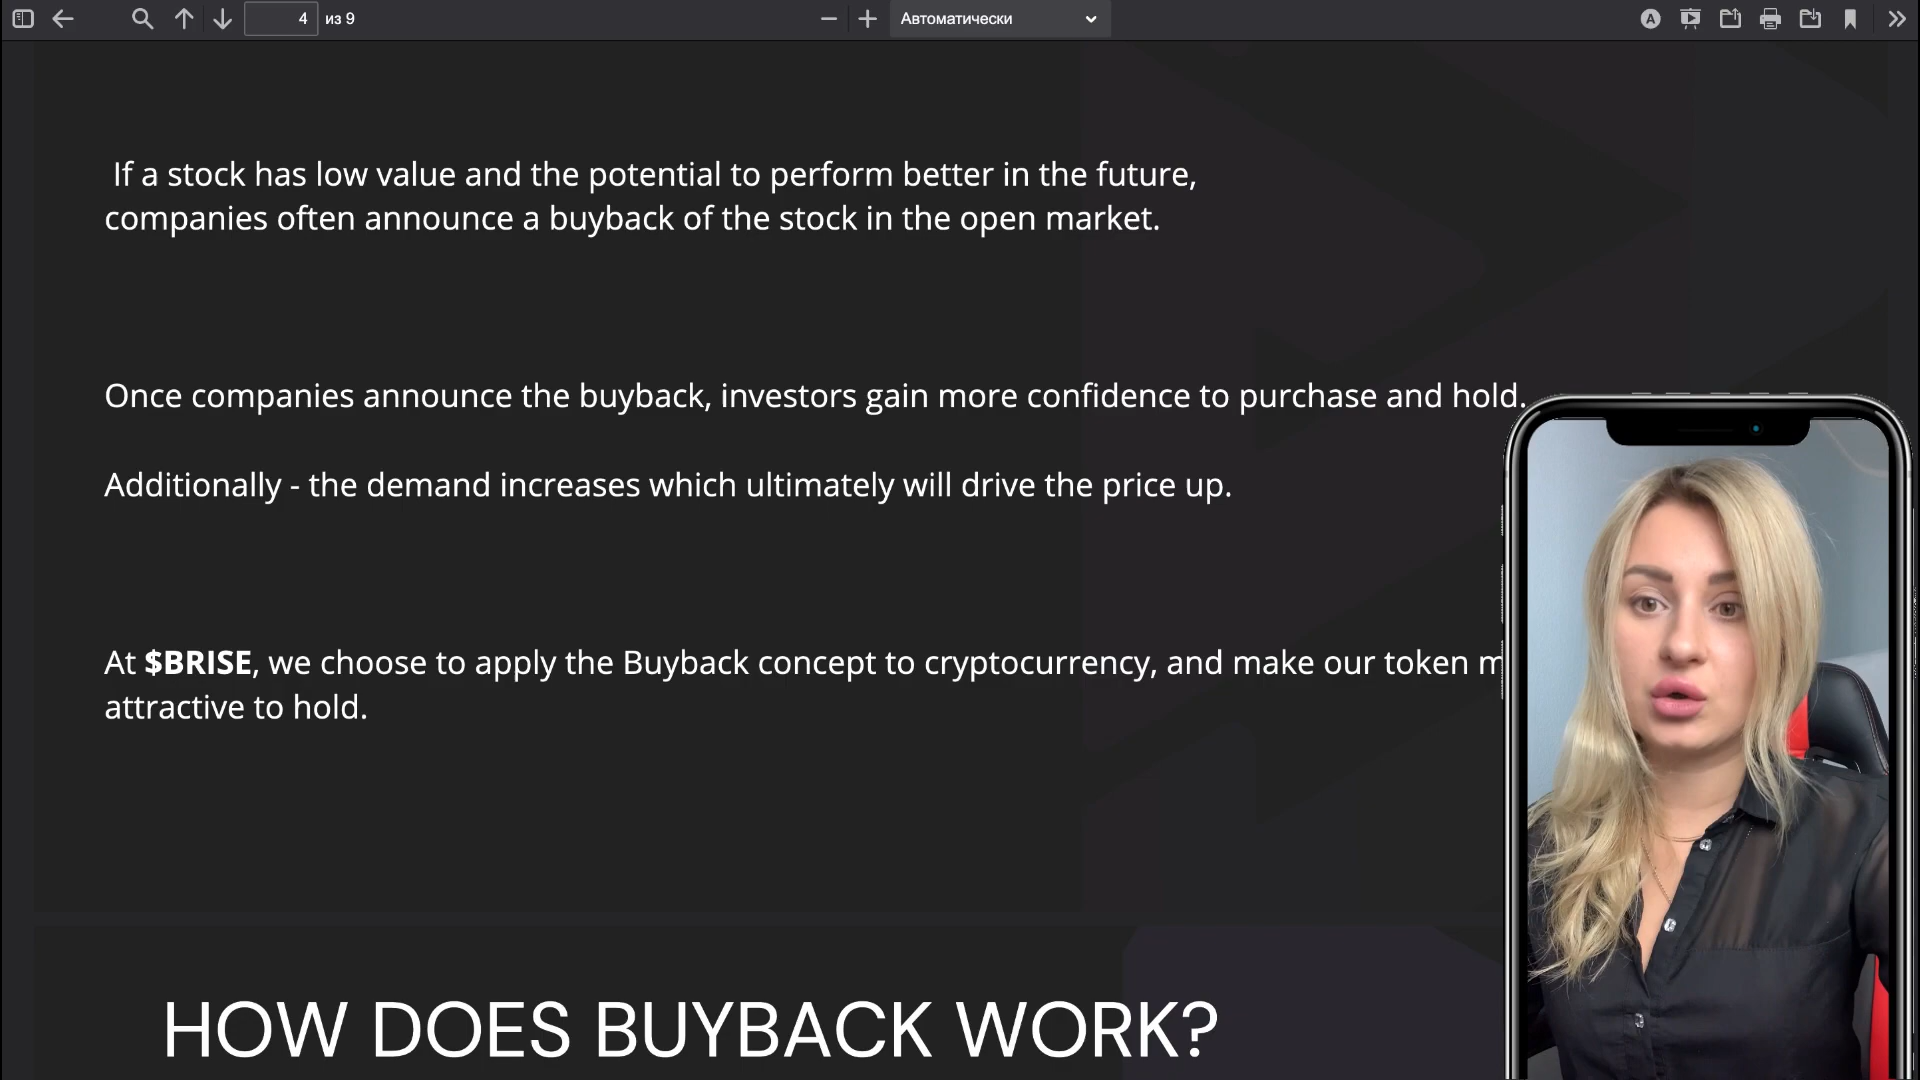 4 из 9
Автоматически
If a stock has low value and the potential to perform better in the future,
companies often announce a buyback of the stock in the open market.
Once companies announce the buyback, investors gain more confidence to purchase and hold.
Additionally - the demand increases which ultimately will drive the price up.
At $BRISE, we choose to apply the Buyback concept to cryptocurrency, and make our token
attractive to hold.
HOW DOES BUYBACK WORK?